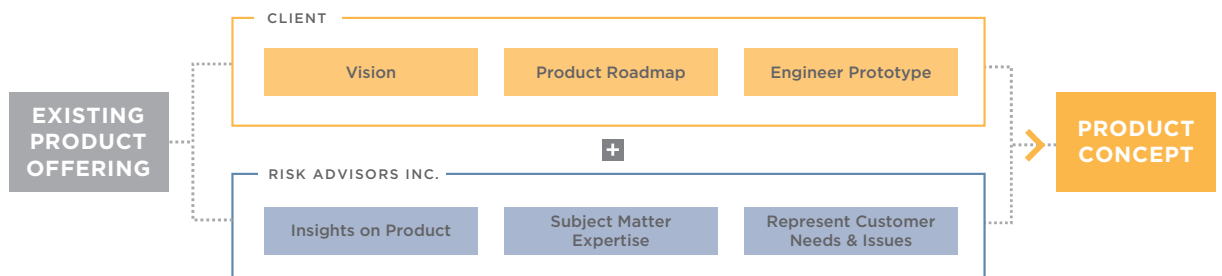 CLIENT
Vision
Product Roadmap
Engineer Prototype
EXISTING
PRODUCT
OFFERING
+
PRODUCT
CONCEPT
RISK ADVISORS INC.
Insights on Product
Subject Matter
Expertise
Represent Customer
Needs & Issues